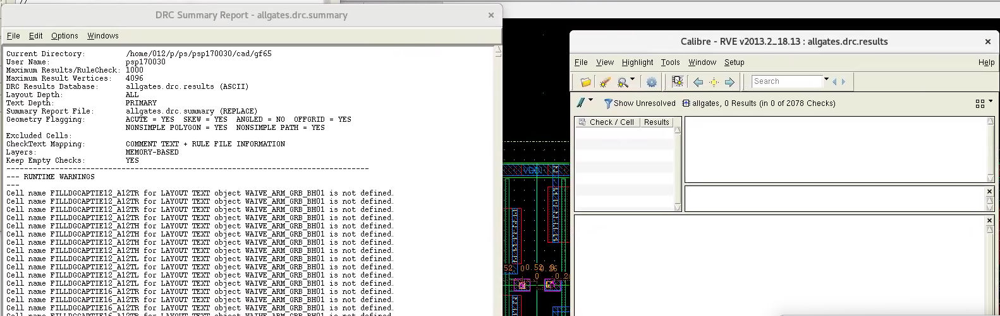 DRC Summary Report - allgates.drc.summary
File Edit Options Windows
Current Directory: /home/012/p/ps/psp170030/cad/gf65
User Name: psp170030
Maximum Results/RuleCheck: 1000
Maximum Result Vertices: 4096
DRC Results Database: allgates.drc.results (ASCII)
Layout Depth: ALL
Text Depth: PRIMARY
Summary Report File: allgates.drc.summary (REPLACE)
Geometry Flagging: ACUTE = YES SKEW = YES ANGLED = NO OFFGRID = YES
NONSIMPLE POLYGON = YES NONSIMPLE PATH = YES
Excluded Cells:
CheckText Mapping: COMMENT TEXT + RULE FILE INFORMATION
Layers: MEMORY-BASED
Keep Empty Checks: YES
--- RUNTIME WARNINGS
---
Cell name FILLDGCAPTIE12_A12TR for LAYOUT TEXT object WAIVE_ARM_GRB_BH01 is not defined.
Cell name FILLDGCAPTIE12_A12TR for LAYOUT TEXT object WAIVE_ARM_GRB_BH01 is not defined.
Cell name FILLDGCAPTIE12_A12TR for LAYOUT TEXT object WAIVE_ARM_GRB_BH01 is not defined.
Cell name FILLDGCAPTIE12_A12TR for LAYOUT TEXT object WAIVE_ARM_GRB_BH01 is not defined.
Cell name FILLDGCAPTIE12_A12TH for LAYOUT TEXT object WAIVE_ARM_GRB_BH01 is not defined.
Cell name FILLDGCAPTIE12_A12TH for LAYOUT TEXT object WAIVE_ARM_GRB_BH01 is not defined.
Cell name FILLDGCAPTIE12_A12TH for LAYOUT TEXT object WAIVE_ARM_GRB_BH01 is not defined.
Cell name FILLDGCAPTIE12_A12TH for LAYOUT TEXT object WAIVE_ARM_GRB_BH01 is not defined.
Cell name FILLDGCAPTIE12_A12TL for LAYOUT TEXT object WAIVE_ARM_GRB_BH01 is not defined.
Cell name FILLDGCAPTIE12_A12TL for LAYOUT TEXT object WAIVE_ARM_GRB_BH01 is not defined.
Cell name FILLDGCAPTIE12_A12TL for LAYOUT TEXT object WAIVE_ARM_GRB_BH01 is not defined.
Cell name FILLDGCAPTIE12_A12TL for LAYOUT TEXT object WAIVE_ARM_GRB_BH01 is not defined.
Cell name FILLDGCAPTIE16_A12TR for LAYOUT TEXT object WAIVE_ARM_GRB_BH01 is not defined.
Cell name FILLDGCAPTIE16_A12TR for LAYOUT TEXT object WAIVE_ARM_GRB_BH01 is not defined.
Cell name FILLDGCAPTIE16_A12TR for LAYOUT TEXT object WAIVE_ARM_GRB_BH01 is not defined.
Cell name FILLDGCAPTIE16_A12TR for LAYOUT TEXT object WAIVE_ARM_GRB_BH01 is not defined.
Calibre - RVE v2013.2_18.13 : allgates.drc.results
File View Highlight Tools Window Setup Help
Search
Show Unresolved allgates, 0 Results (in 0 of 2078 Checks)
Check / Cell Results